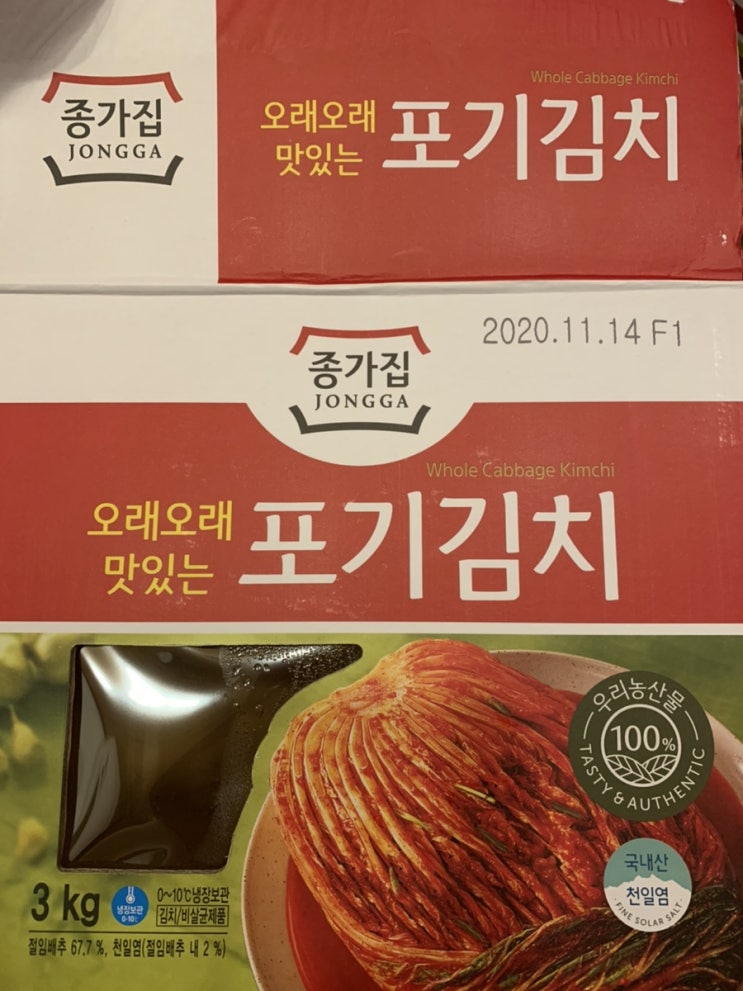 종가집
JONGGA
Whole Cabbage Kimchi
오래오래
맛있는
포기김치
2020.11.14 F1
종가집
JONGGA
Whole Cabbage Kimchi
오래오래
맛있는
포기김치
우리농산물
100%
TASTY & AUTHENTIC
국내산
천일염
FINE SOLAR SALT
3 kg
냉장보관
0-10℃
0~10℃냉장보관
김치/비살균제품
절임배추 67.7 %, 천일염(절임배추 내 2 %)